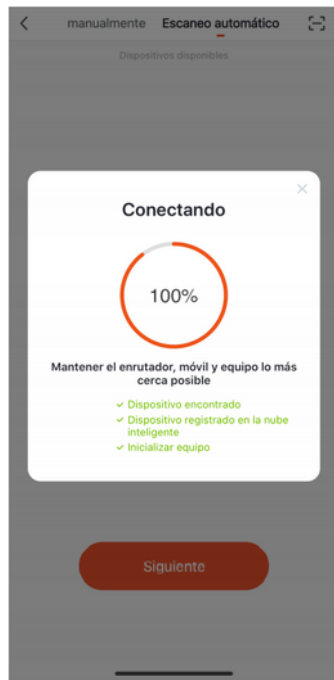 manualmente Escaneo automático
Dispositivos disponibles
Conectando
100%
Mantener el enrutador, móvil y equipo lo más
cerca posible
Dispositivo encontrado
Dispositivo registrado en la nube
inteligente
Inicializar equipo
Siguiente